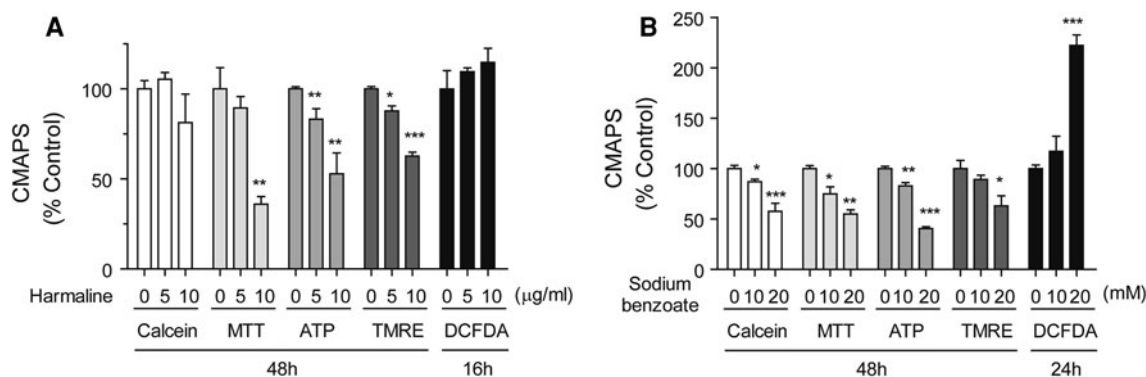 A
CMAPS
(% Control)
100
50
0
** ** ** * ***
Harmaline 0 5 10 0 5 10 0 5 10 0 5 10 0 5 10 (μg/ml)
Calcein MTT ATP TMRE DCFDA
48h 16h
B
CMAPS
(% Control)
250
200
150
100
50
0
* *** * ** ** *** * ***
Sodium
benzoate 0 10 20 0 10 20 0 10 20 0 10 20 0 10 20 (mM)
Calcein MTT ATP TMRE DCFDA
48h 24h